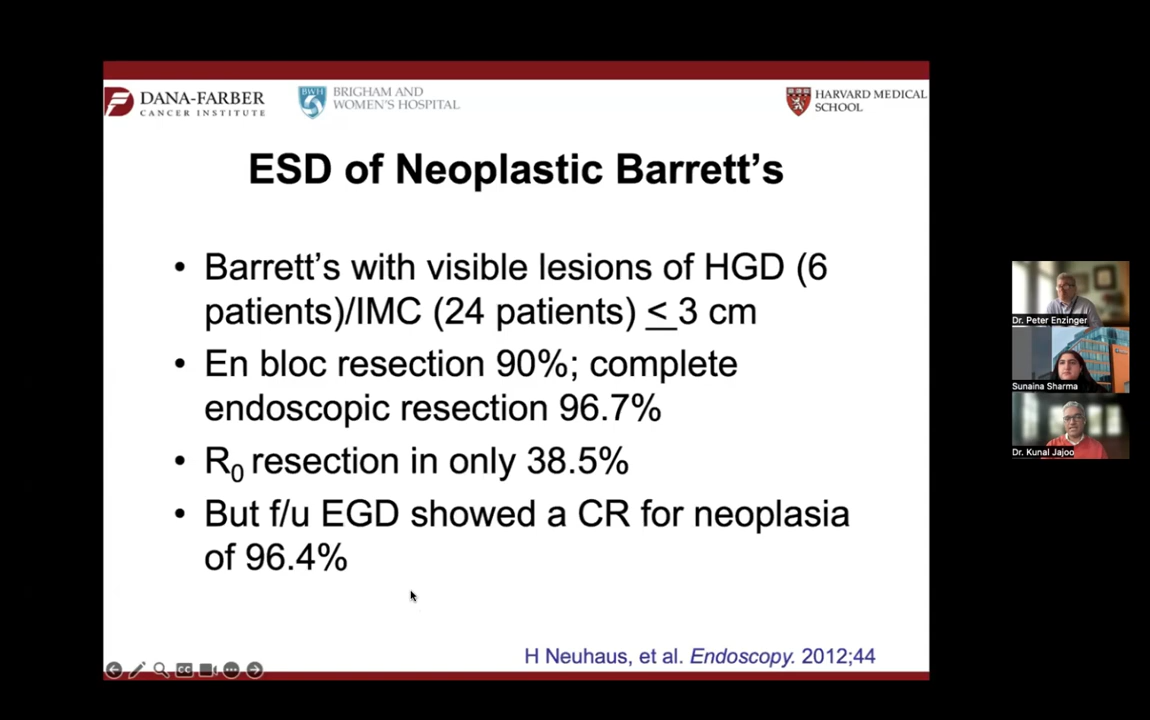 DANA-FARBER
CANCER INSTITUTE
BWH
BRIGHAM AND
WOMEN'S HOSPITAL
HARVARD MEDICAL
SCHOOL
ESD of Neoplastic Barrett's
• Barrett's with visible lesions of HGD (6
patients)/IMC (24 patients) < 3 cm
• En bloc resection 90%; complete
endoscopic resection 96.7%
• R0 resection in only 38.5%
• But f/u EGD showed a CR for neoplasia
of 96.4%
H Neuhaus, et al. Endoscopy. 2012;44
CC
Dr. Peter Enzinger
Sunaina Sharma
Dr. Kunal Jajoo